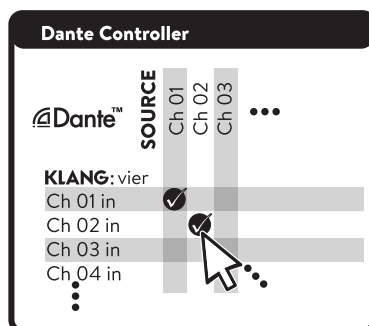 Dante Controller
Dante™
SOURCE
Ch 01
Ch 02
Ch 03
KLANG: vier
Ch 01 in
Ch 02 in
Ch 03 in
Ch 04 in